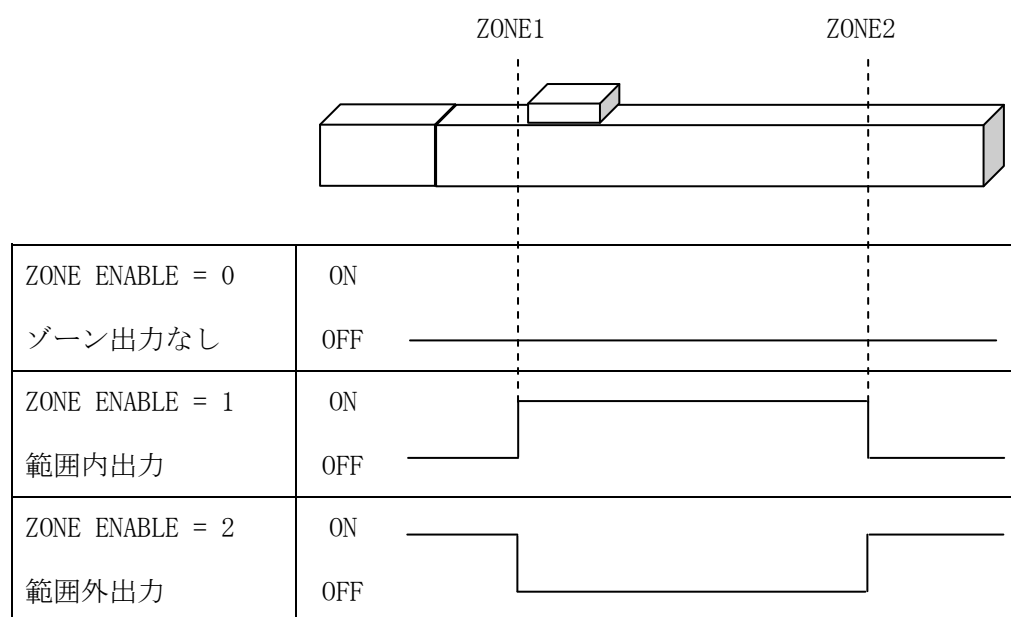 ZONE1 ZONE2
ZONE ENABLE = 0 ON
ゾーン出力なし OFF
ZONE ENABLE = 1 ON
範囲内出力 OFF
ZONE ENABLE = 2 ON
範囲外出力 OFF